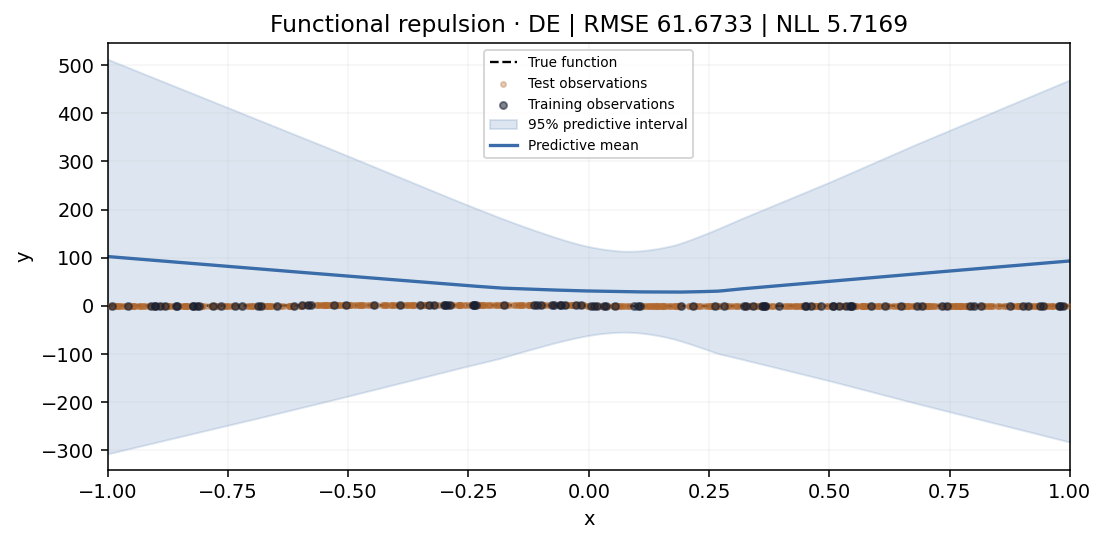 Functional repulsion · DE | RMSE 61.6733 | NLL 5.7169
True function
Test observations
Training observations
95% predictive interval
Predictive mean
y
500
400
300
200
100
0
−100
−200
−300
−1.00 −0.75 −0.50 −0.25 0.00 0.25 0.50 0.75 1.00
x